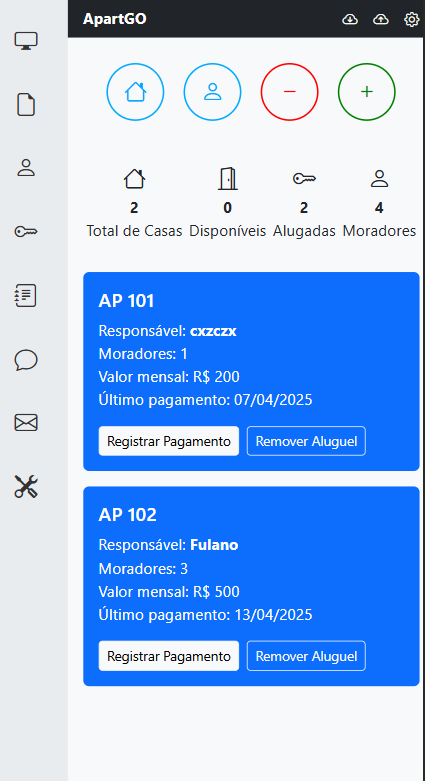 ApartGO
2
0
2
4
Total de Casas
Disponíveis
Alugadas
Moradores
AP 101
Responsável: cxzczx
Moradores: 1
Valor mensal: R$ 200
Último pagamento: 07/04/2025
Registrar Pagamento
Remover Aluguel
AP 102
Responsável: Fulano
Moradores: 3
Valor mensal: R$ 500
Último pagamento: 13/04/2025
Registrar Pagamento
Remover Aluguel